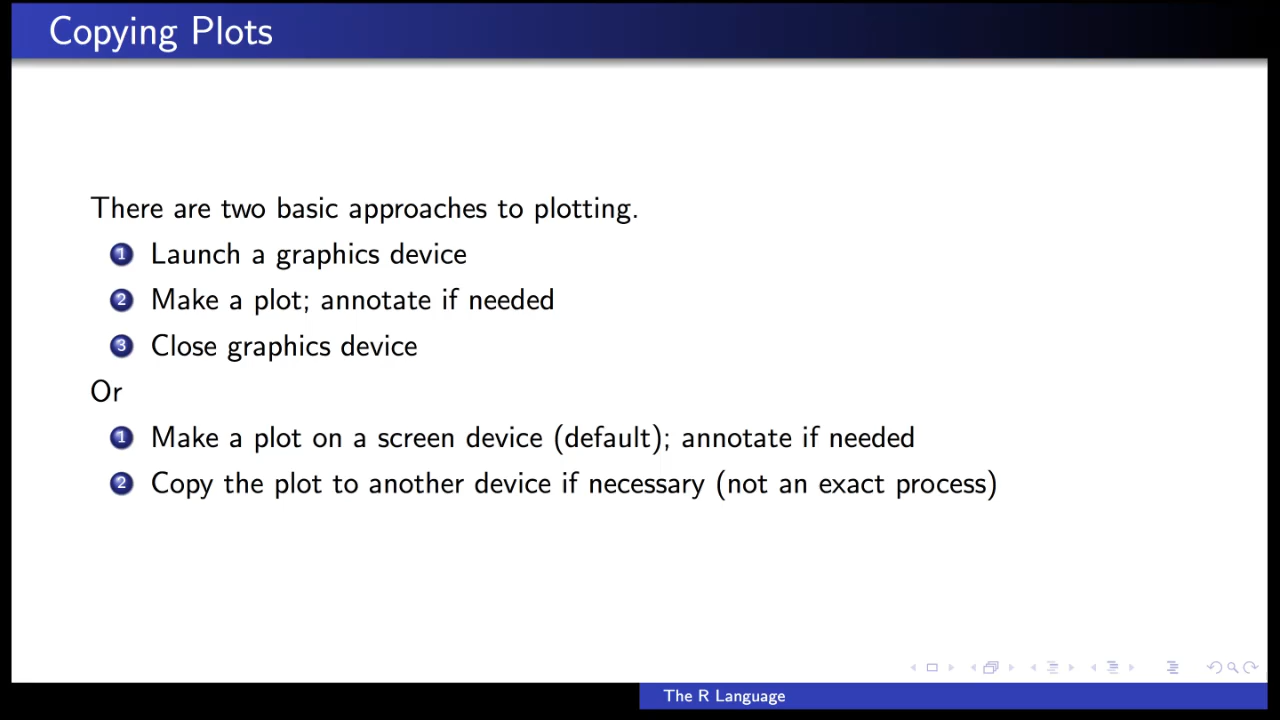 Copying Plots
There are two basic approaches to plotting.
1 Launch a graphics device
2 Make a plot; annotate if needed
3 Close graphics device
Or
1 Make a plot on a screen device (default); annotate if needed
2 Copy the plot to another device if necessary (not an exact process)
The R Language